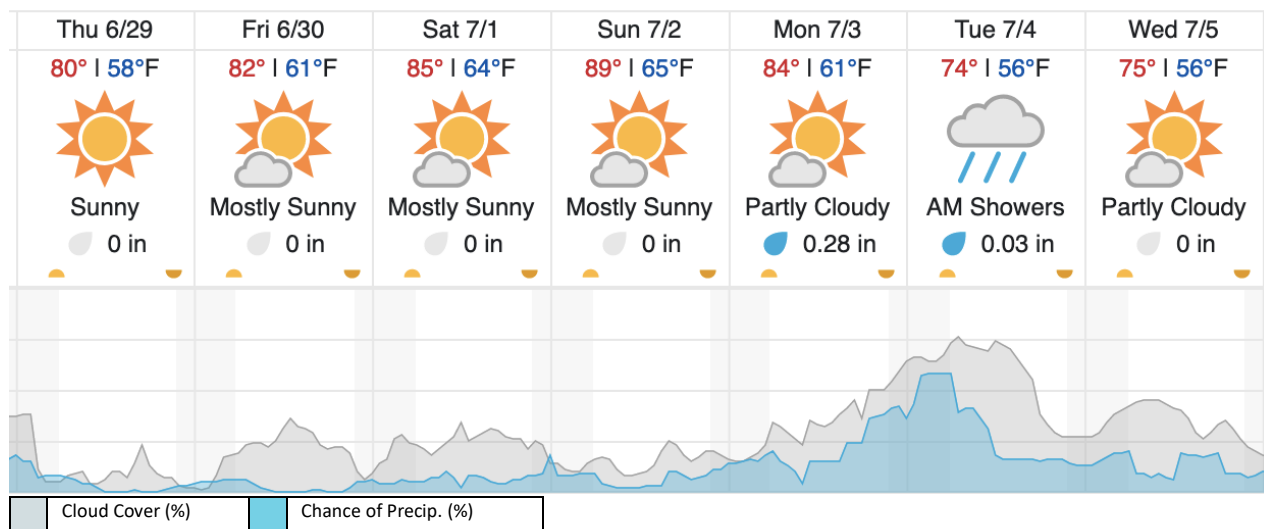 Thu 6/29 Fri 6/30 Sat 7/1 Sun 7/2 Mon 7/3 Tue 7/4 Wed 7/5
80° | 58°F 82° | 61°F 85° | 64°F 89° | 65°F 84° | 61°F 74° | 56°F 75° | 56°F
Sunny Mostly Sunny Mostly Sunny Mostly Sunny Partly Cloudy AM Showers Partly Cloudy
0 in 0 in 0 in 0 in 0.28 in 0.03 in 0 in
Cloud Cover (%) Chance of Precip. (%)